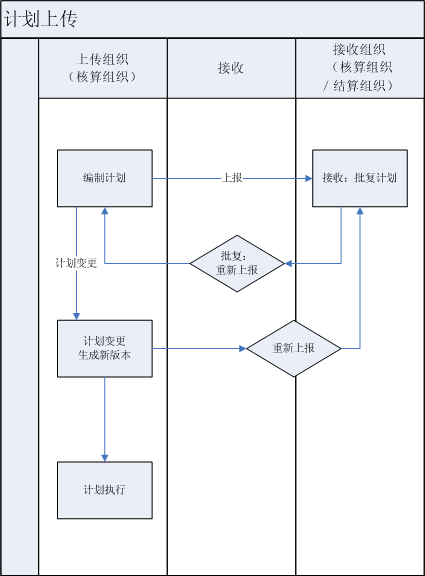 计划上传
上传组织
（核算组织）
接收
接收组织
（核算组织
/结算组织）
编制计划
上报
接收：批复计划
批复：
重新上报
计划变更
计划变更
生成新版本
重新上报
计划执行